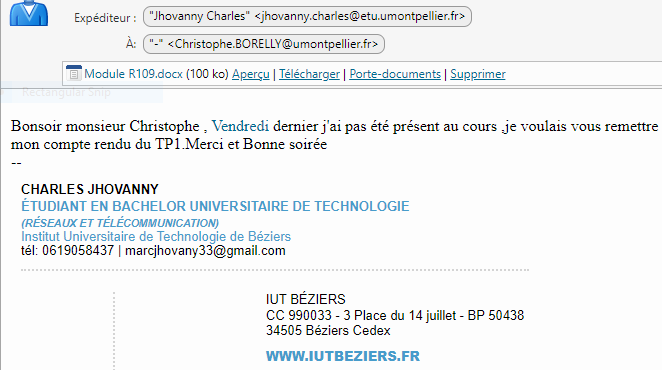 Expéditeur : "Jhovanny Charles" <jhovanny.charles@etu.umontpellier.fr>
À: "-" <Christophe.BORELLY@umontpellier.fr>
Module R109.docx (100 ko) Aperçu | Télécharger | Porte-documents | Supprimer
Rectangular Snip
Bonsoir monsieur Christophe , Vendredi dernier j'ai pas été présent au cours ,je voulais vous remettre
mon compte rendu du TP1.Merci et Bonne soirée
--
CHARLES JHOVANNY
ÉTUDIANT EN BACHELOR UNIVERSITAIRE DE TECHNOLOGIE
(RÉSEAUX ET TÉLÉCOMMUNICATION)
Institut Universitaire de Technologie de Béziers
tél: 0619058437 | marcjhovany33@gmail.com
IUT BÉZIERS
CC 990033 - 3 Place du 14 juillet - BP 50438
34505 Béziers Cedex
WWW.IUTBEZIERS.FR